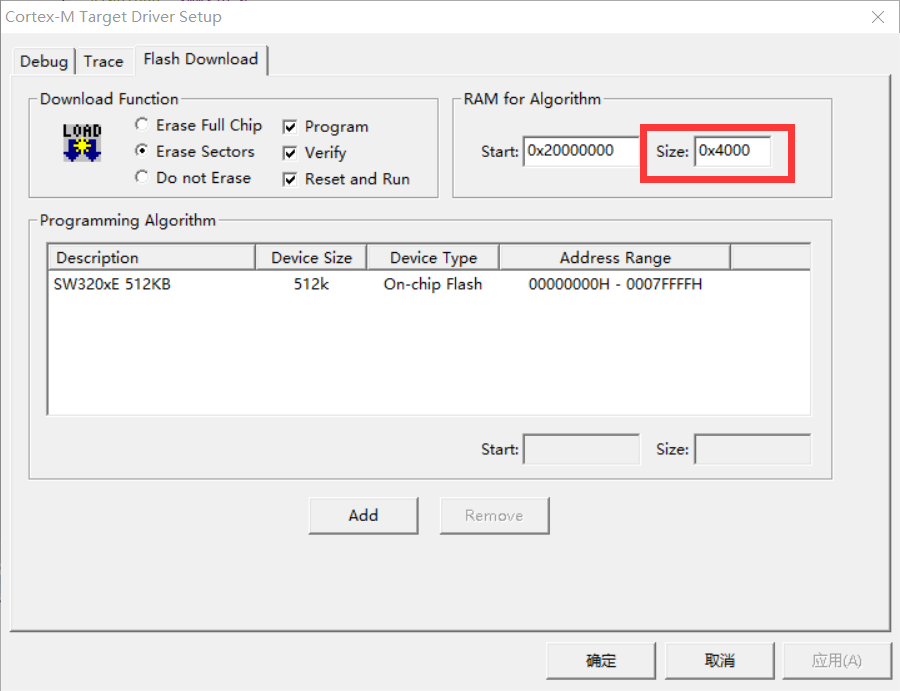 Cortex-M Target Driver Setup
Debug Trace Flash Download
Download Function
LOAD
Erase Full Chip
Erase Sectors
Do not Erase
Program
Verify
Reset and Run
RAM for Algorithm
Start: 0x20000000 Size: 0x4000
Programming Algorithm
Description Device Size Device Type Address Range
SW320xE 512KB 512k On-chip Flash 00000000H - 0007FFFFH
Start: Size:
Add Remove
确定 取消 应用(A)